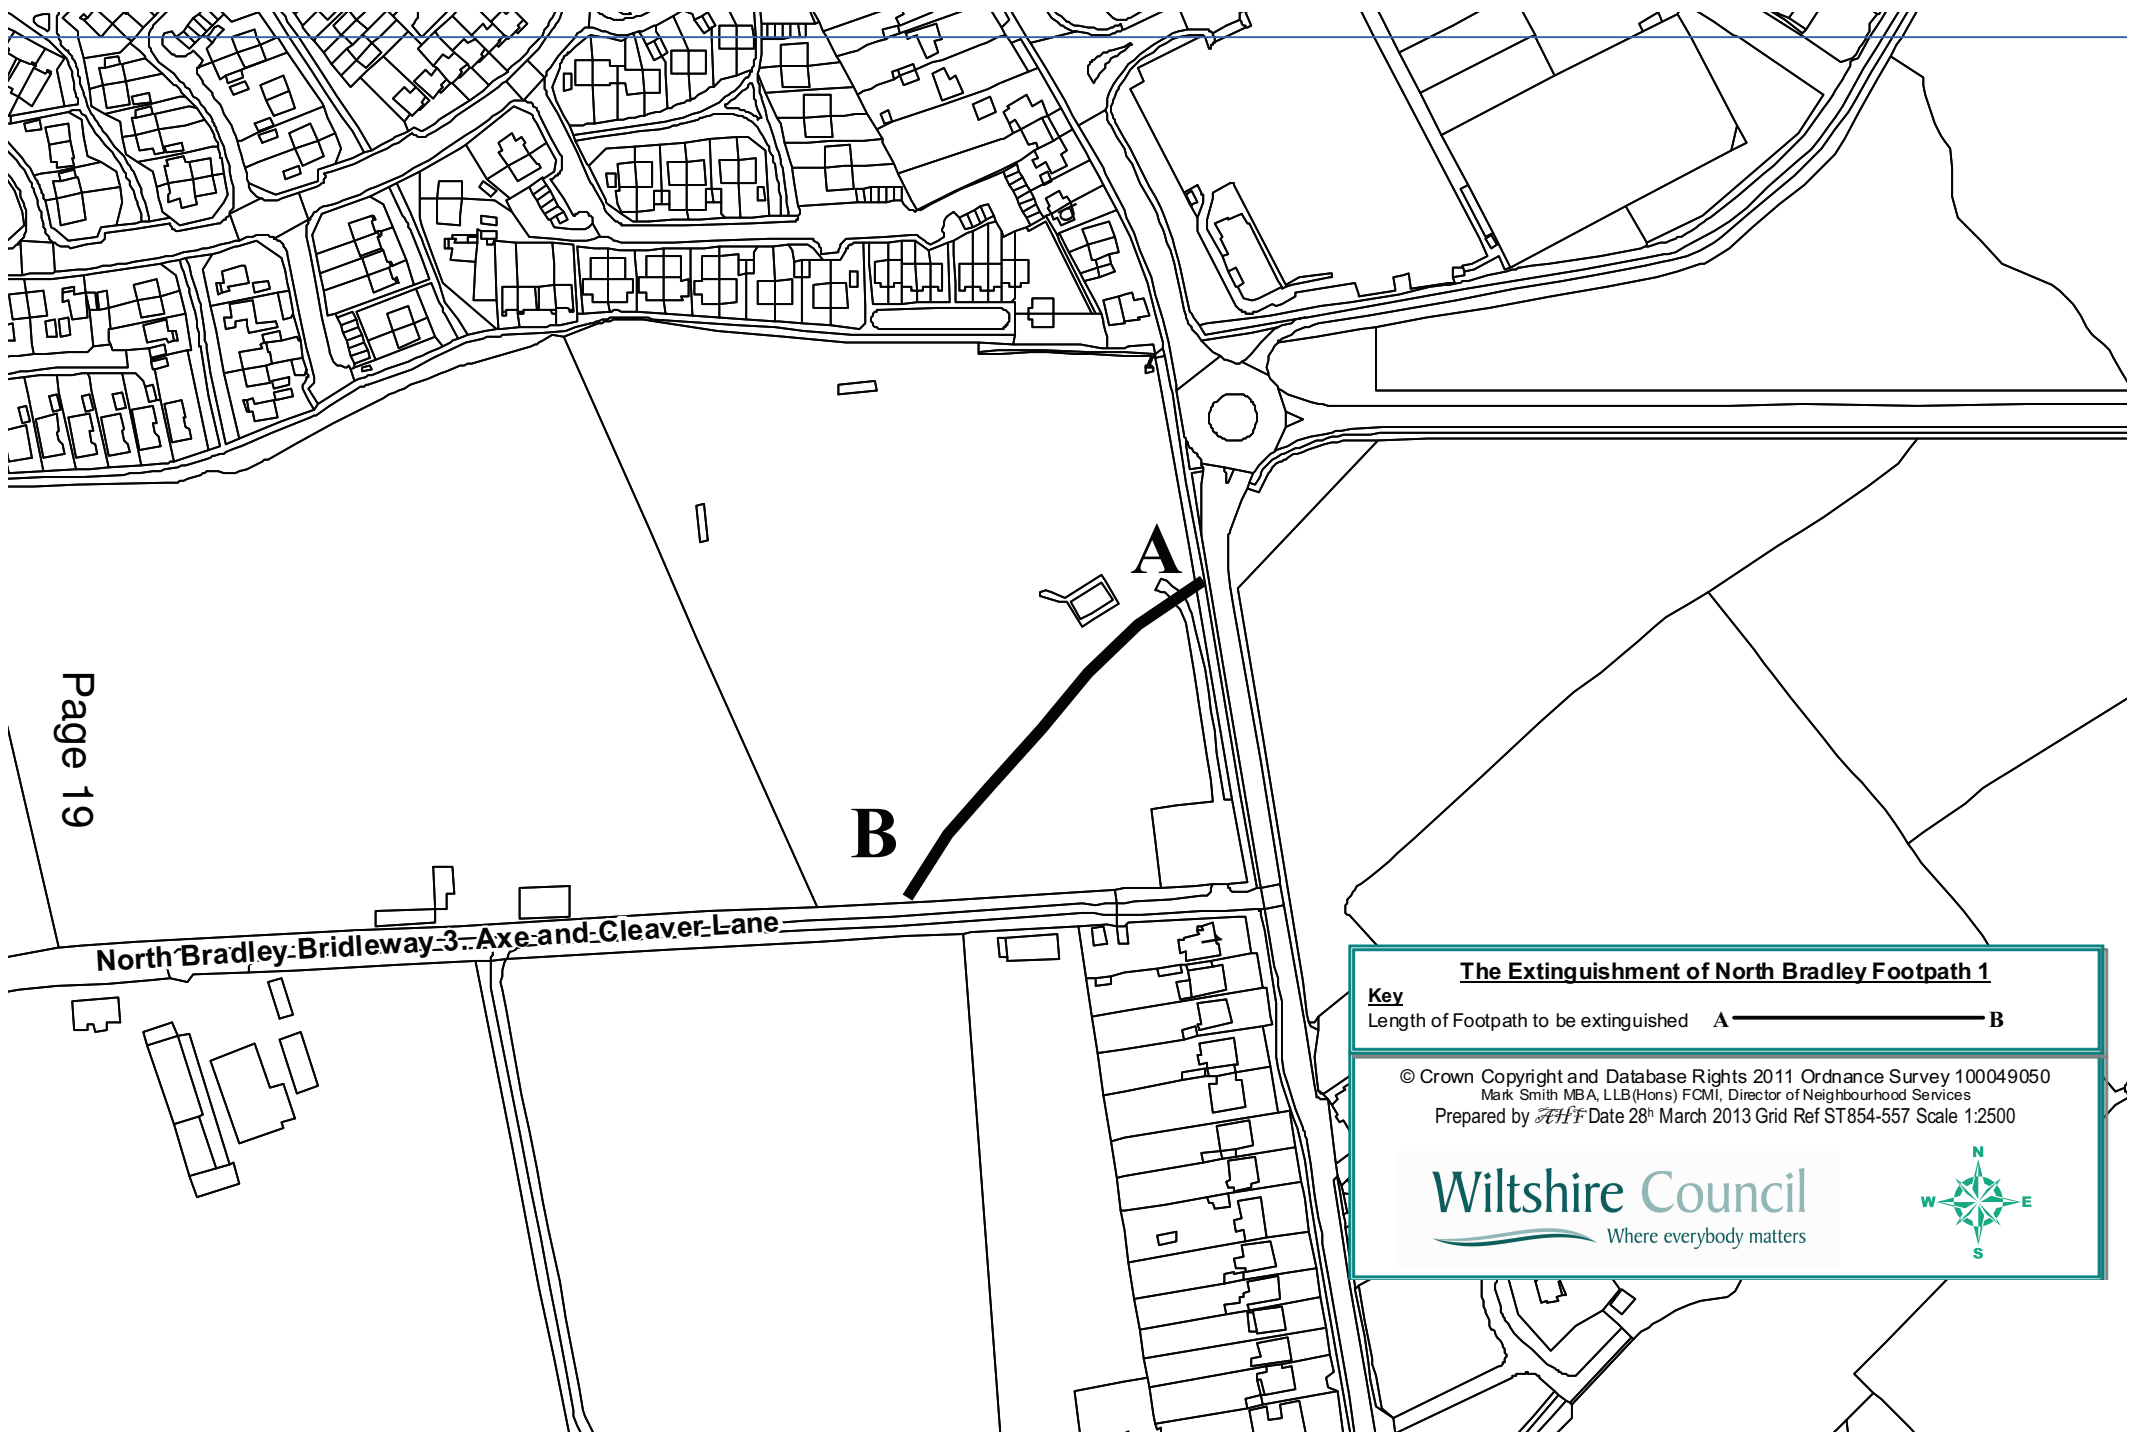 A
B
Page 19
North Bradley Bridleway 3. Axe and Cleaver Lane
The Extinguishment of North Bradley Footpath 1
Key
Length of Footpath to be extinguished A B
© Crown Copyright and Database Rights 2011 Ordnance Survey 100049050
Mark Smith MBA, LLB(Hons) FCMI, Director of Neighbourhood Services
Prepared by AHF Date 28h March 2013 Grid Ref ST854-557 Scale 1:2500
Wiltshire Council
Where everybody matters
N
W E
S